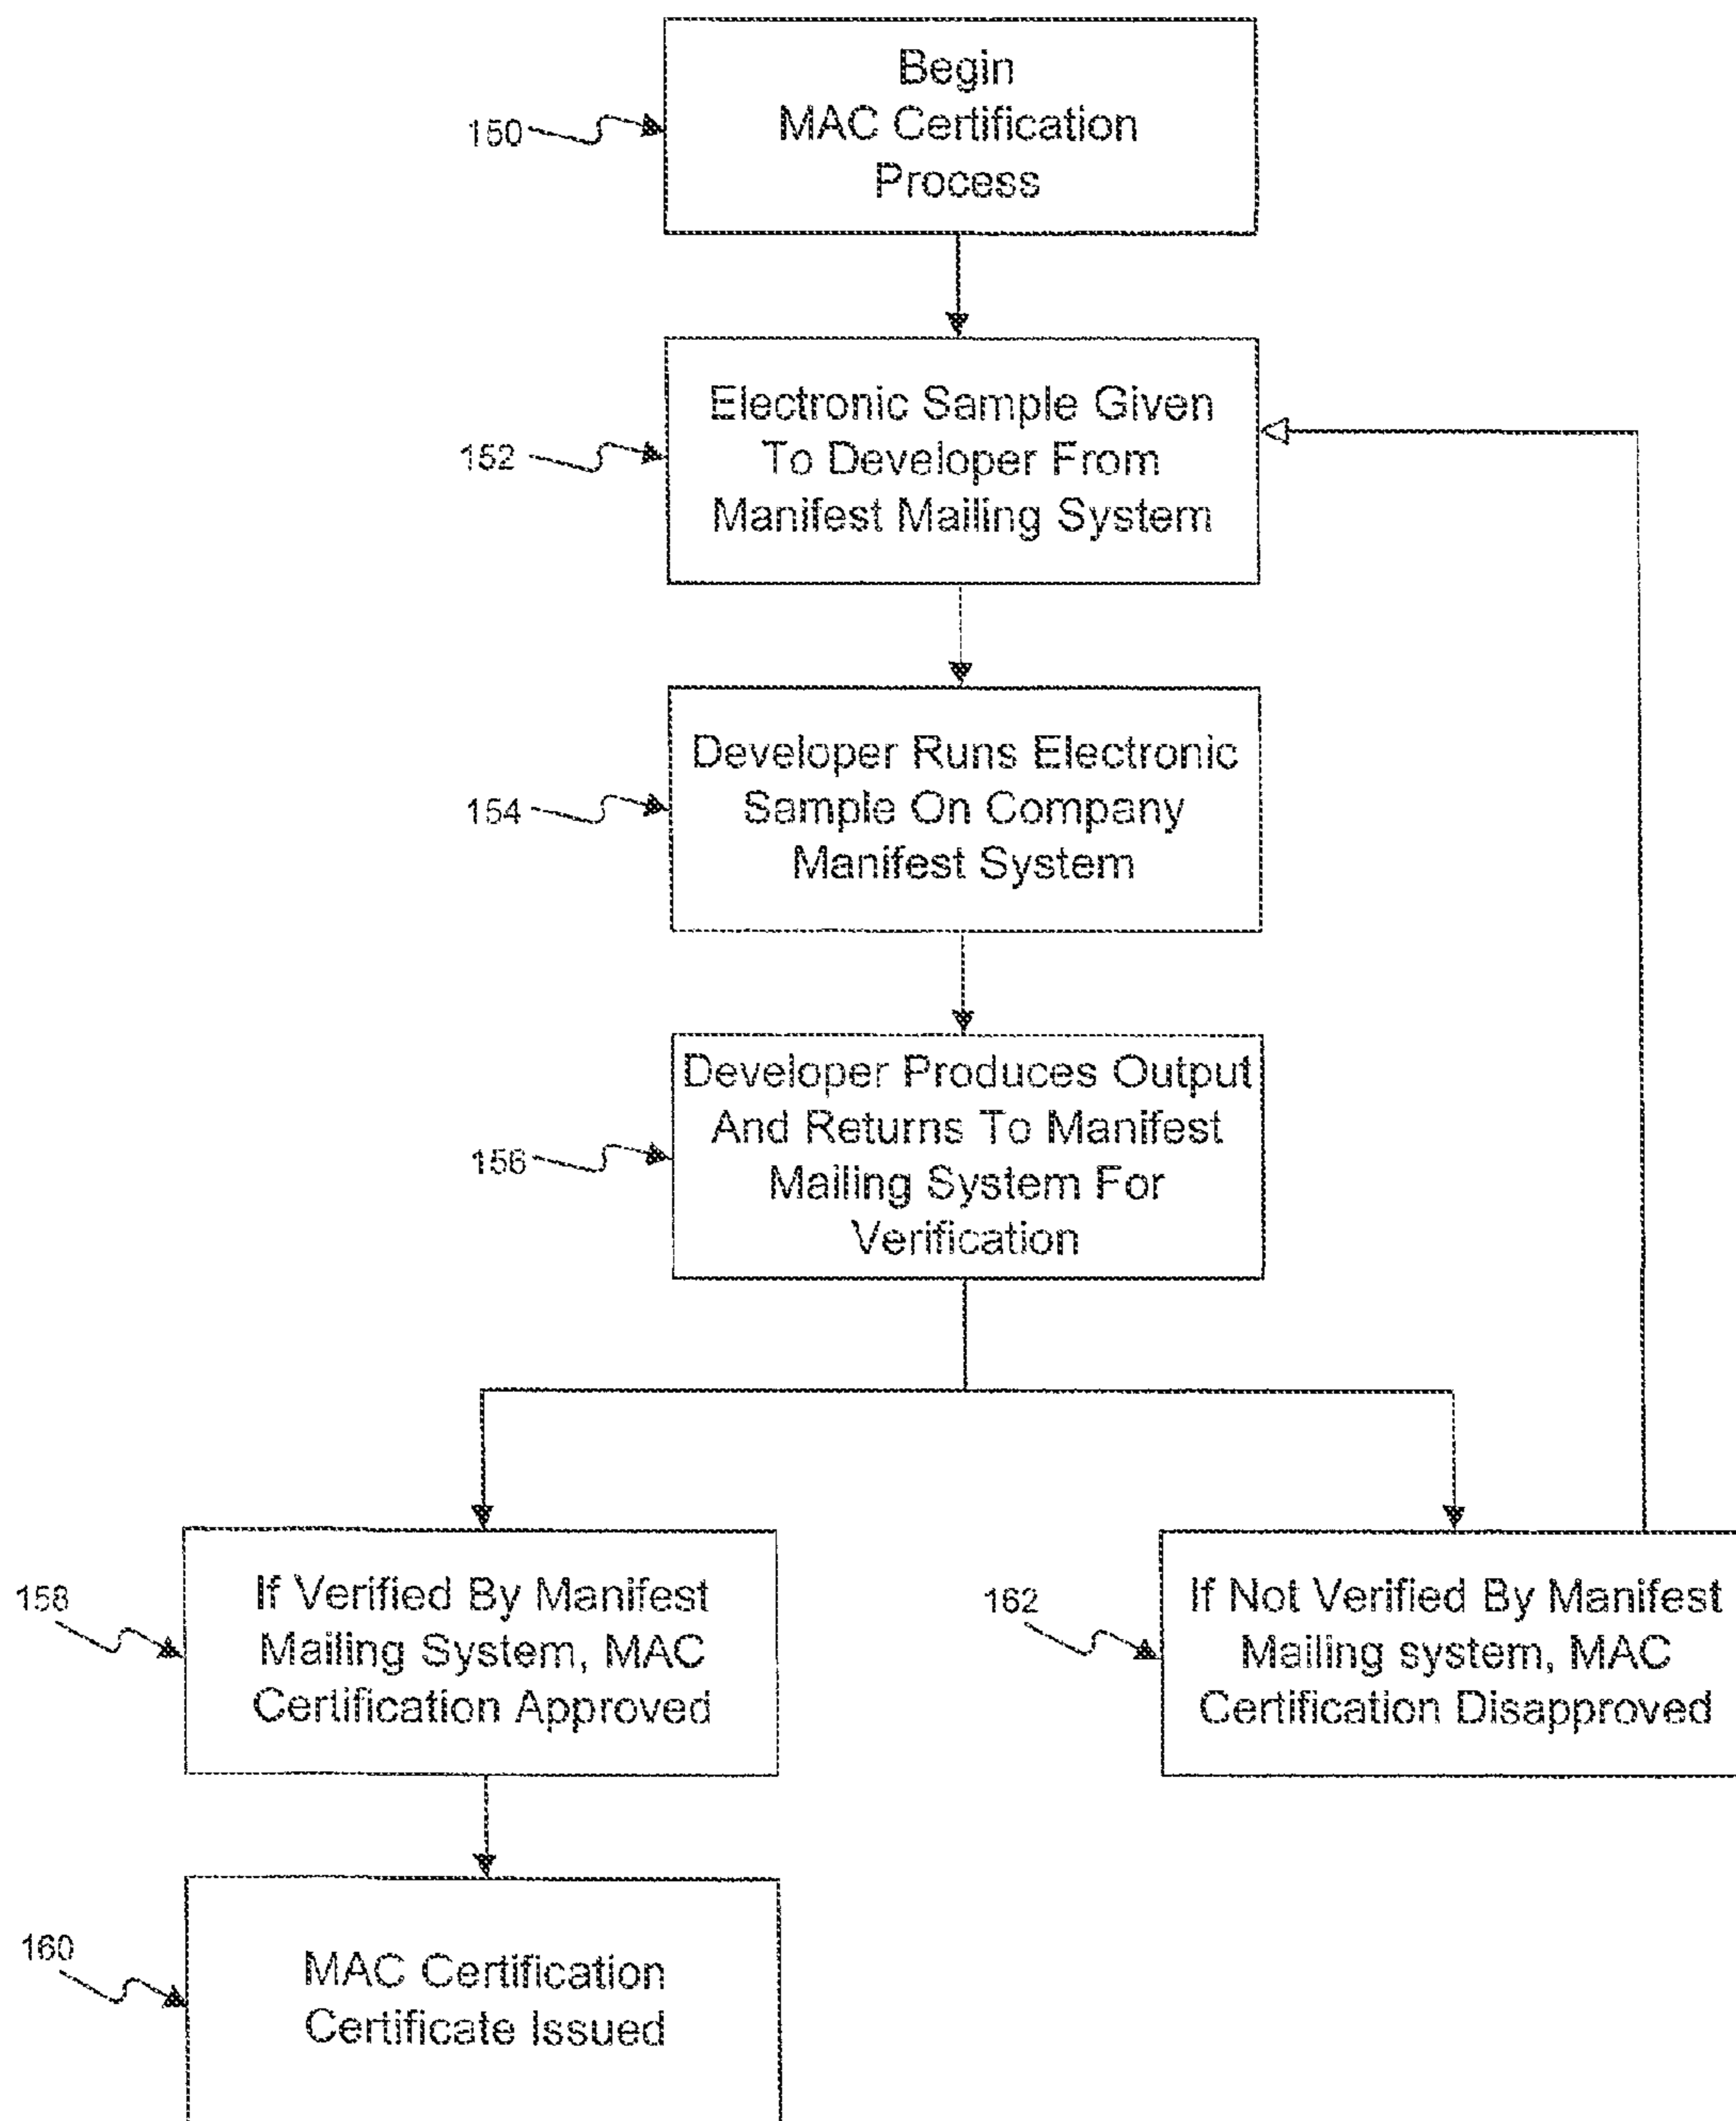 Begin
MAC Certification
Process
150
Electronic Sample Given
To Developer From
Manifest Mailing System
152
Developer Runs Electronic
Sample On Company
Manifest System
154
Developer Produces Output
And Returns To Manifest
Mailing System For
Verification
156
If Verified By Manifest
Mailing System, MAC
Certification Approved
158
If Not Verified By Manifest
Mailing system, MAC
Certification Disapproved
162
MAC Certification
Certificate Issued
160